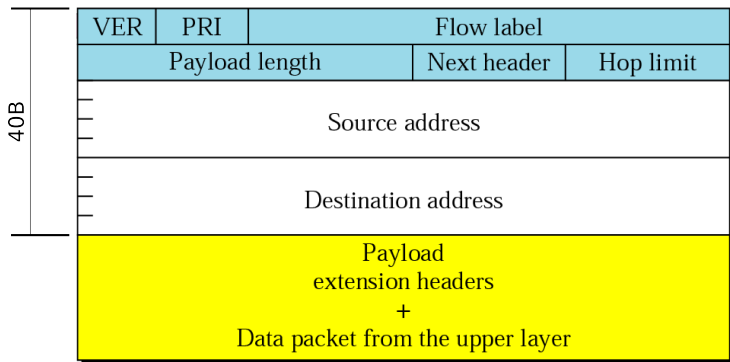 VER PRI Flow label
Payload length Next header Hop limit
40B
Source address
Destination address
Payload
extension headers
+
Data packet from the upper layer